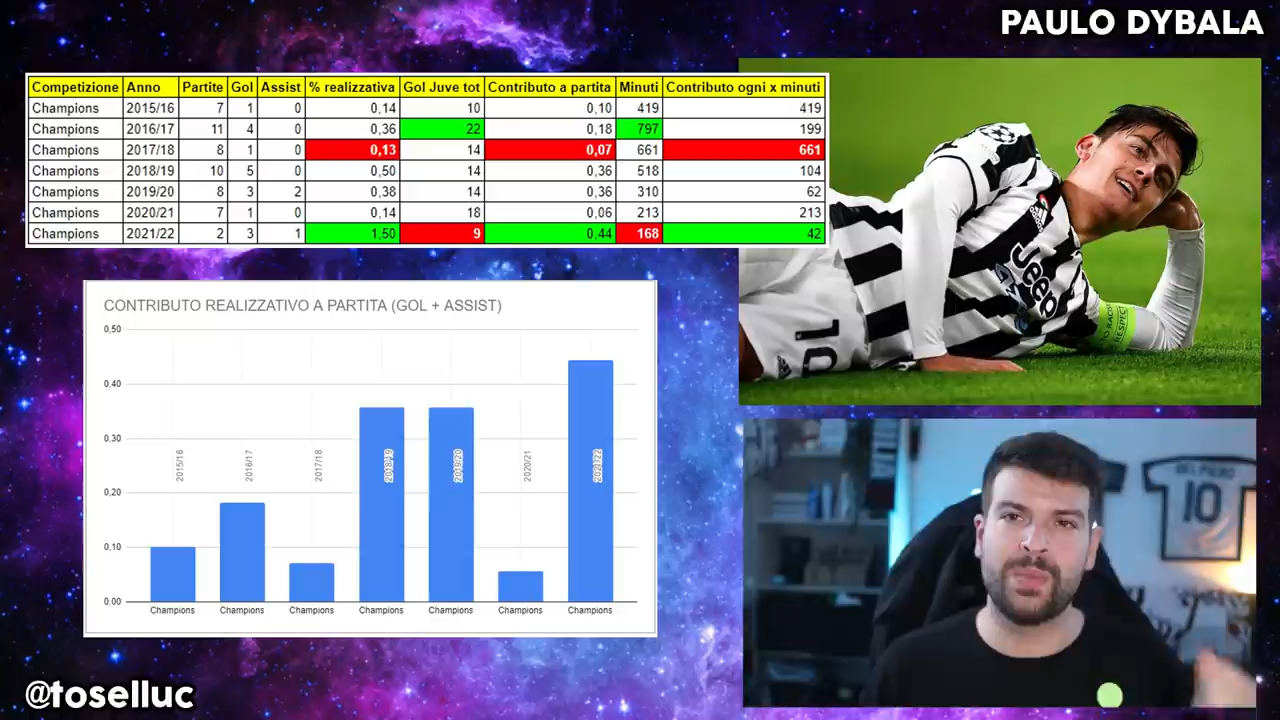 PAULO DYBALA
Competizione Anno Partite Gol Assist % realizzativa Gol Juve tot Contributo a partita Minuti Contributo ogni x minuti
Champions 2015/16 7 1 0 0,14 10 0,10 419 419
Champions 2016/17 11 4 0 0,36 22 0,18 797 199
Champions 2017/18 8 1 0 0,13 14 0,07 661 661
Champions 2018/19 10 5 0 0,50 14 0,36 518 104
Champions 2019/20 8 3 2 0,38 14 0,36 310 62
Champions 2020/21 7 1 0 0,14 18 0,06 213 213
Champions 2021/22 2 3 1 1,50 9 0,44 168 42
Jeep
10
RESPECT
CONTRIBUTO REALIZZATIVO A PARTITA (GOL + ASSIST)
0,50
0,40
0,30
0,20
0,10
0,00
2015/16 2016/17 2017/18 2018/19 2019/20 2020/21 2021/22
Champions Champions Champions Champions Champions Champions Champions
DEL PIERO
10
@toselluc